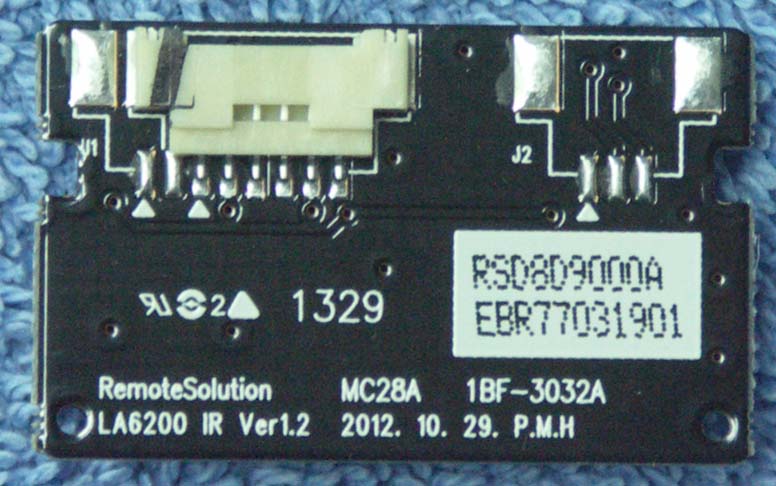 J1
J2
RSD8D9000A
EBR77031901
2 1329
RemoteSolution MC28A 1BF-3032A
LA6200 IR Ver1.2 2012. 10. 29. P.M.H